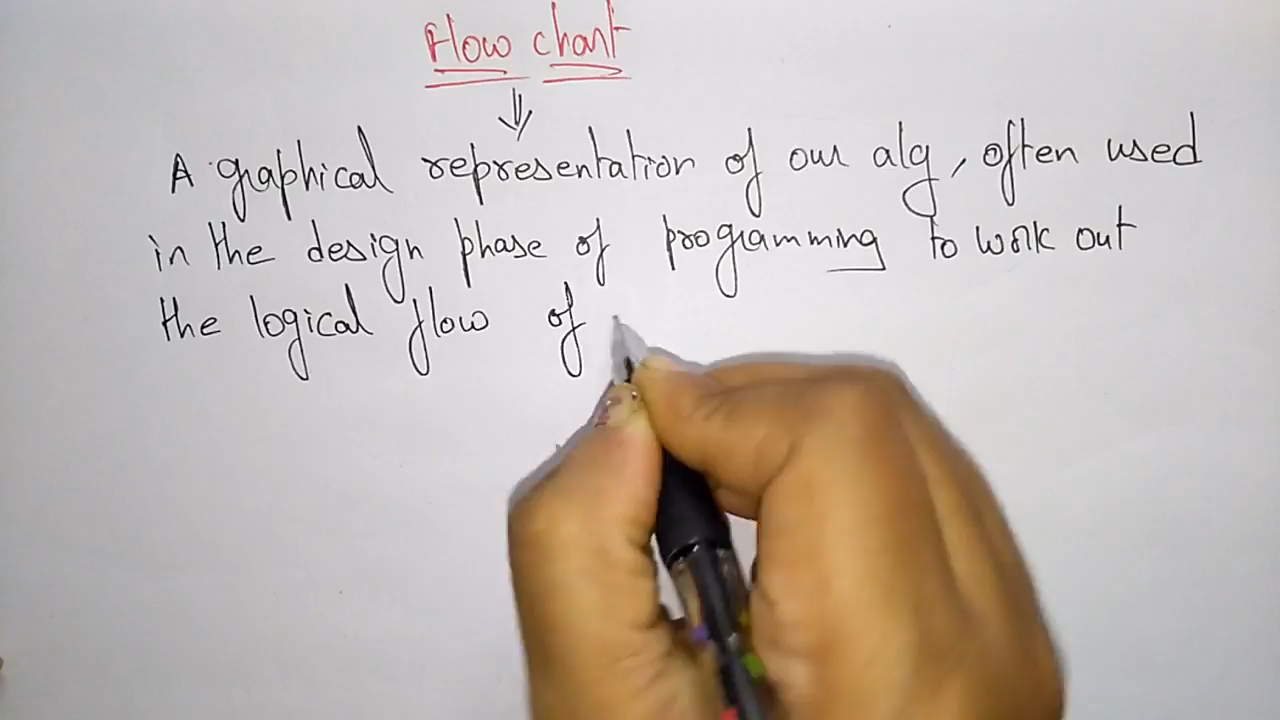 Flow chart
A graphical representation of our alg, often used
in the design phase of programming to work out
the logical flow of